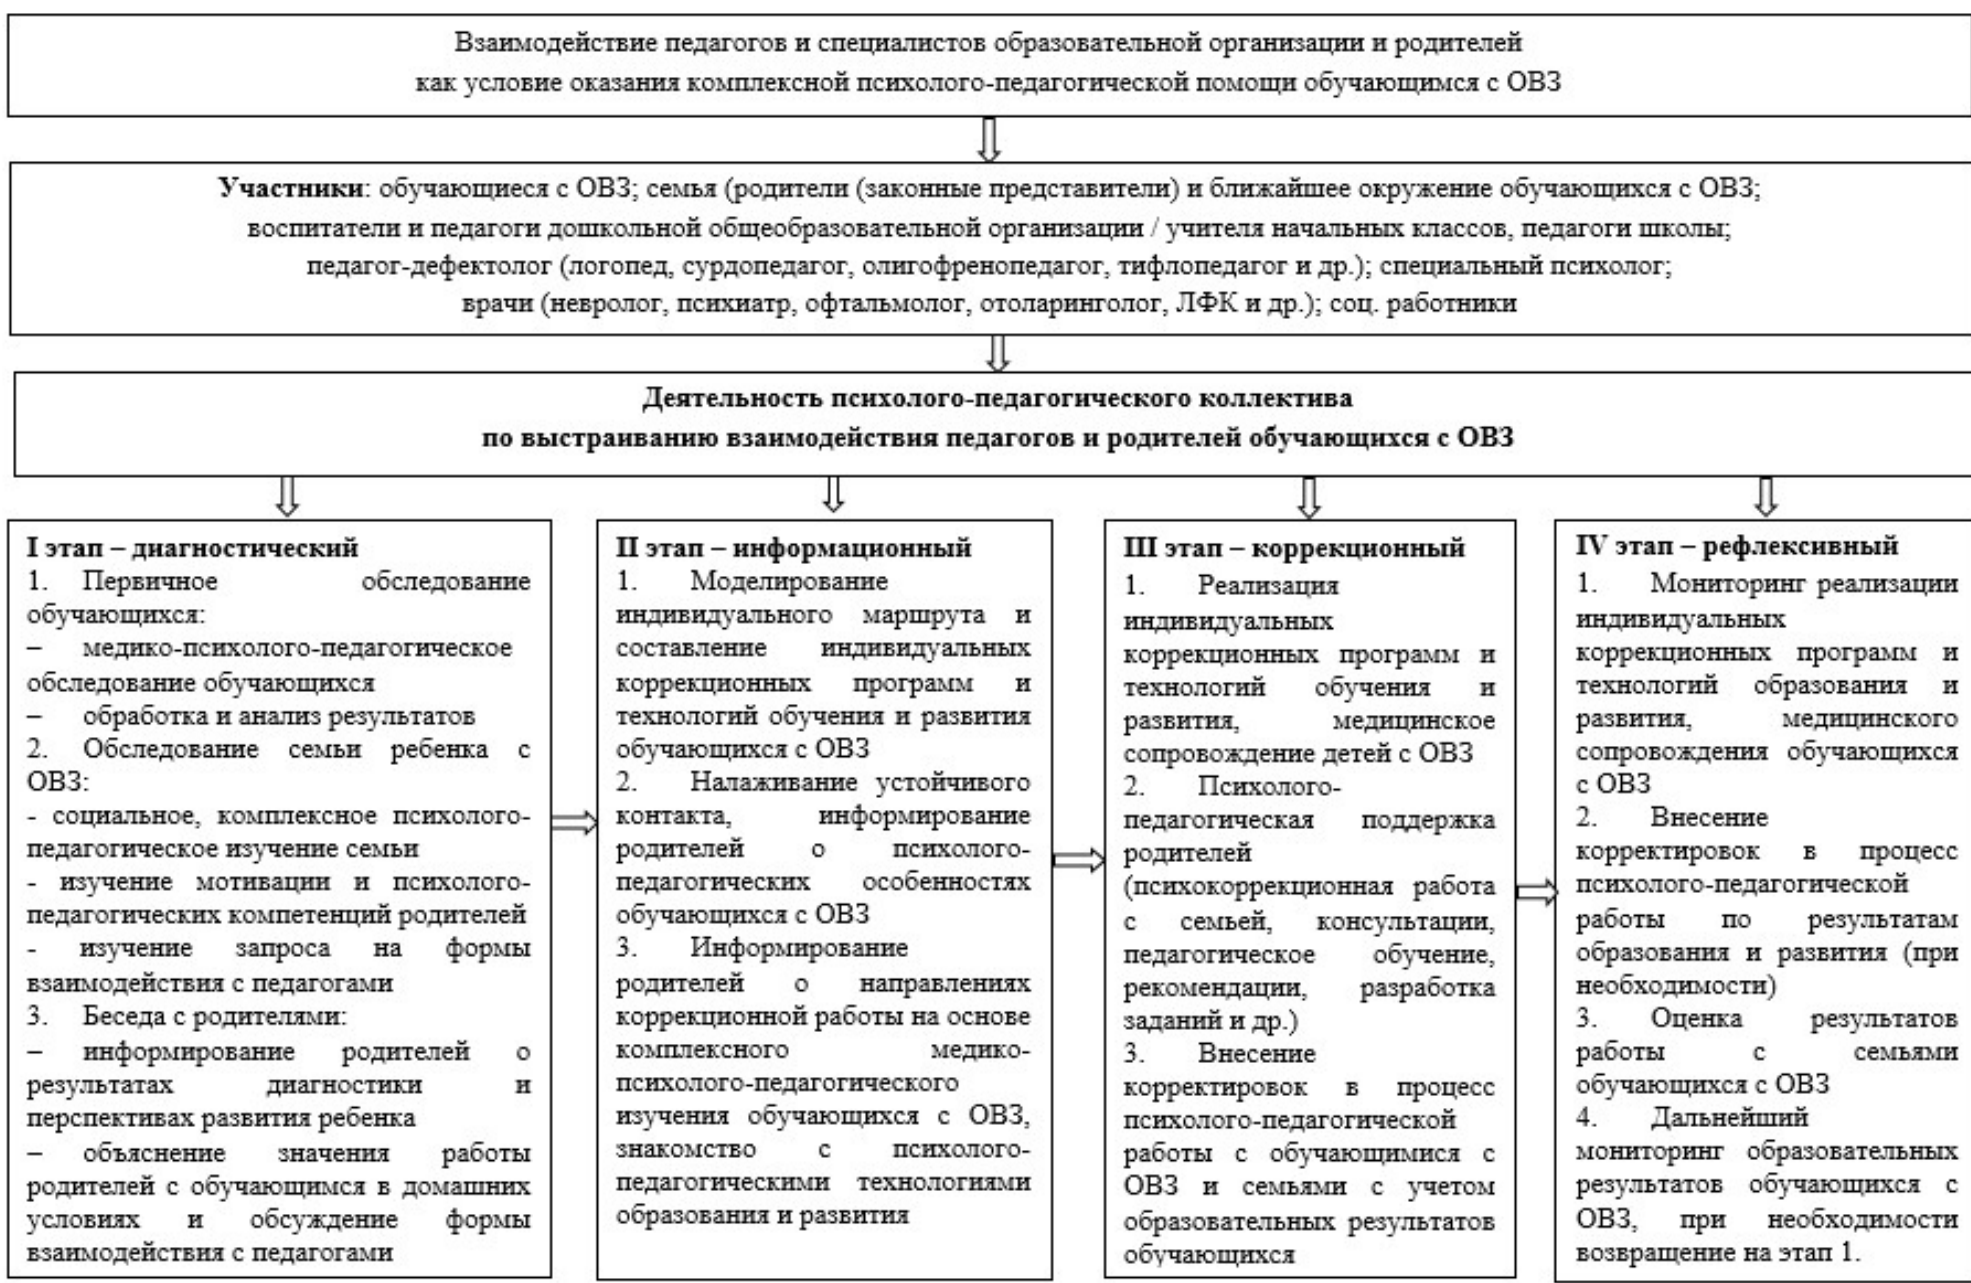 Взаимодействие педагогов и специалистов образовательной организации и родителей
как условие оказания комплексной психолого-педагогической помощи обучающимся с ОВЗ
Участники: обучающиеся с ОВЗ; семья (родители (законные представители) и ближайшее окружение обучающихся с ОВЗ;
воспитатели и педагоги дошкольной общеобразовательной организации / учителя начальных классов, педагоги школы;
педагог-дефектолог (логопед, сурдопедагог, олигофренопедагог, тифлопедагог и др.); специальный психолог;
врачи (невролог, психиатр, офтальмолог, отоларинголог, ЛФК и др.); соц. работники
Деятельность психолого-педагогического коллектива
по выстраиванию взаимодействия педагогов и родителей обучающихся с ОВЗ
I этап – диагностический
1. Первичное обследование
обучающихся:
– медико-психолого-педагогическое
обследование обучающихся
– обработка и анализ результатов
2. Обследование семьи ребенка с
ОВЗ:
- социальное, комплексное психолого-
педагогическое изучение семьи
- изучение мотивации и психолого-
педагогических компетенций родителей
- изучение запроса на формы
взаимодействия с педагогами
3. Беседа с родителями:
– информирование родителей о
результатах диагностики и
перспективах развития ребенка
– объяснение значения работы
родителей с обучающимся в домашних
условиях и обсуждение формы
взаимодействия с педагогами
II этап – информационный
1. Моделирование
индивидуального маршрута и
составление индивидуальных
коррекционных программ и
технологий обучения и развития
обучающихся с ОВЗ
2. Налаживание устойчивого
контакта, информирование
родителей о психолого-
педагогических особенностях
обучающихся с ОВЗ
3. Информирование
родителей о направлениях
коррекционной работы на основе
комплексного медико-
психолого-педагогического
изучения обучающихся с ОВЗ,
знакомство с психолого-
педагогическими технологиями
образования и развития
III этап – коррекционный
1. Реализация
индивидуальных
коррекционных программ и
технологий обучения и
развития, медицинское
сопровождение детей с ОВЗ
2. Психолого-
педагогическая поддержка
родителей
(психокоррекционная работа
с семьей, консультации,
педагогическое обучение,
рекомендации, разработка
заданий и др.)
3. Внесение
корректировок в процесс
психолого-педагогической
работы с обучающимися с
ОВЗ и семьями с учетом
образовательных результатов
обучающихся
IV этап – рефлексивный
1. Мониторинг реализации
индивидуальных
коррекционных программ и
технологий образования и
развития, медицинского
сопровождения обучающихся
с ОВЗ
2. Внесение
корректировок в процесс
психолого-педагогической
работы по результатам
образования и развития (при
необходимости)
3. Оценка результатов
работы с семьями
обучающихся с ОВЗ
4. Дальнейший
мониторинг образовательных
результатов обучающихся с
ОВЗ, при необходимости
возвращение на этап 1.